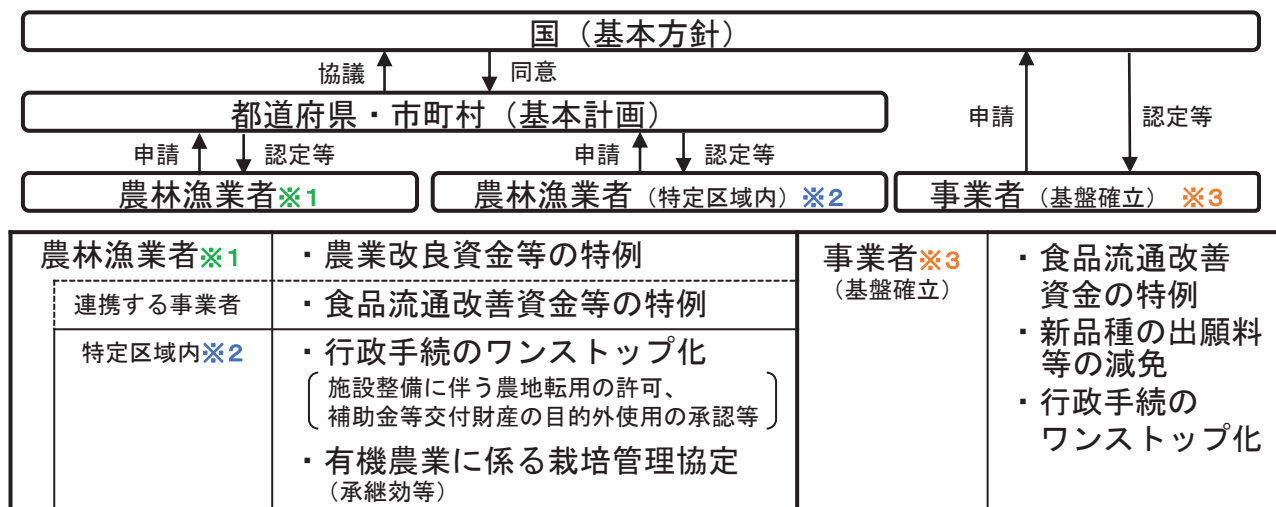 国（基本方針）
協議
同意
都道府県・市町村（基本計画）
申請
認定等
申請
認定等
申請
認定等
農林漁業者※1
農林漁業者（特定区域内）※2
事業者（基盤確立）※3
農林漁業者※1
・農業改良資金等の特例
連携する事業者
・食品流通改善資金等の特例
特定区域内※2
・行政手続のワンストップ化
施設整備に伴う農地転用の許可、
補助金等交付財産の目的外使用の承認等
・有機農業に係る栽培管理協定
（承継効等）
事業者※3
（基盤確立）
・食品流通改善
資金の特例
・新品種の出願料
等の減免
・行政手続の
ワンストップ化